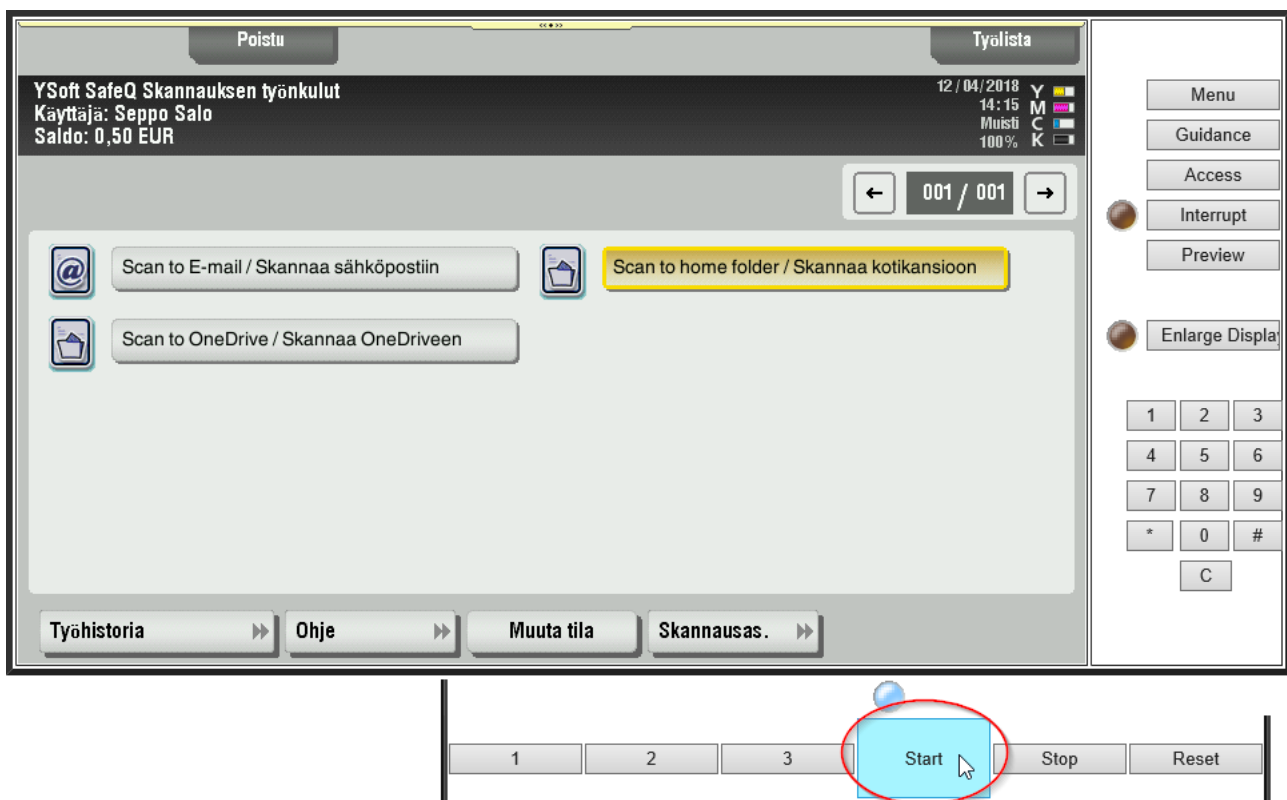 Poistu
Työlista
YSoft SafeQ Skannauksen työnkulut
Käyttäjä: Seppo Salo
Saldo: 0,50 EUR
12/04/2018
14:15
Muisti
100%
Y
M
C
K
← 001 / 001 →
Scan to E-mail / Skannaa sähköpostiin
Scan to home folder / Skannaa kotikansioon
Scan to OneDrive / Skannaa OneDriveen
Työhistoria
Ohje
Muuta tila
Skannausas.
Menu
Guidance
Access
Interrupt
Preview
Enlarge Displa
1 2 3
4 5 6
7 8 9
* 0 #
C
1 2 3 Start Stop Reset